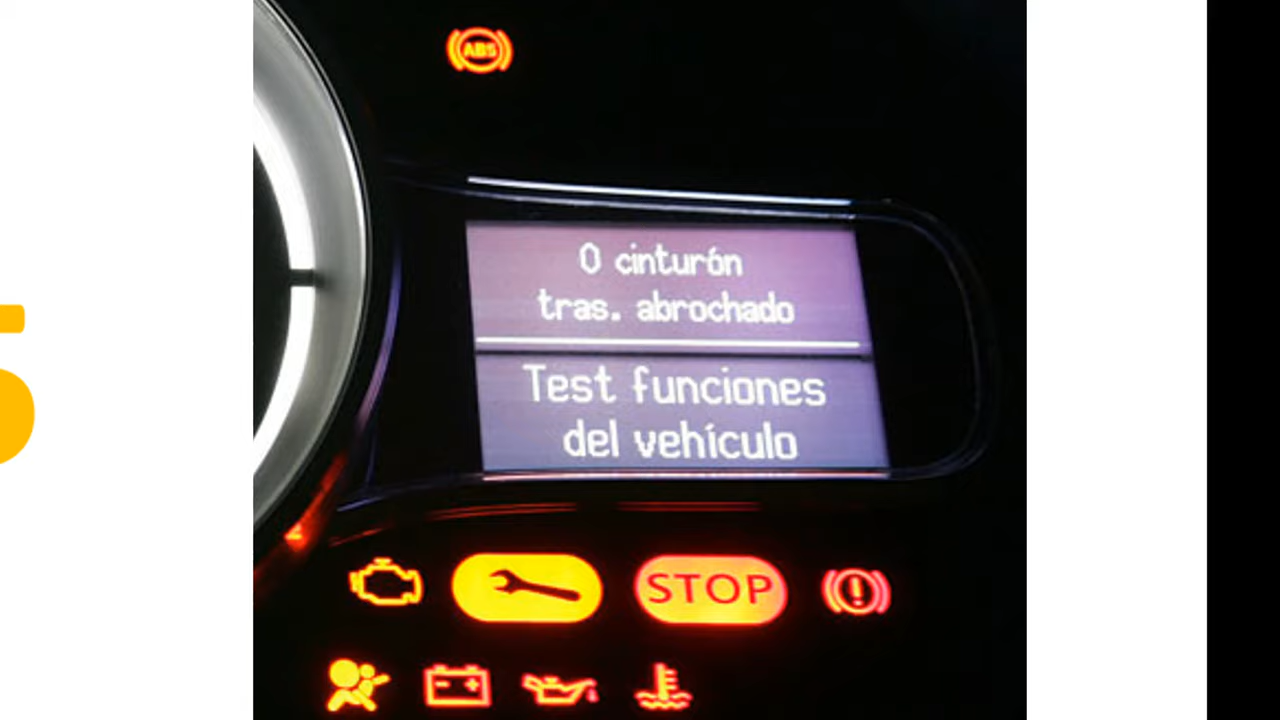 ABS
0 cinturón
tras. abrochado
Test funciones
del vehículo
STOP